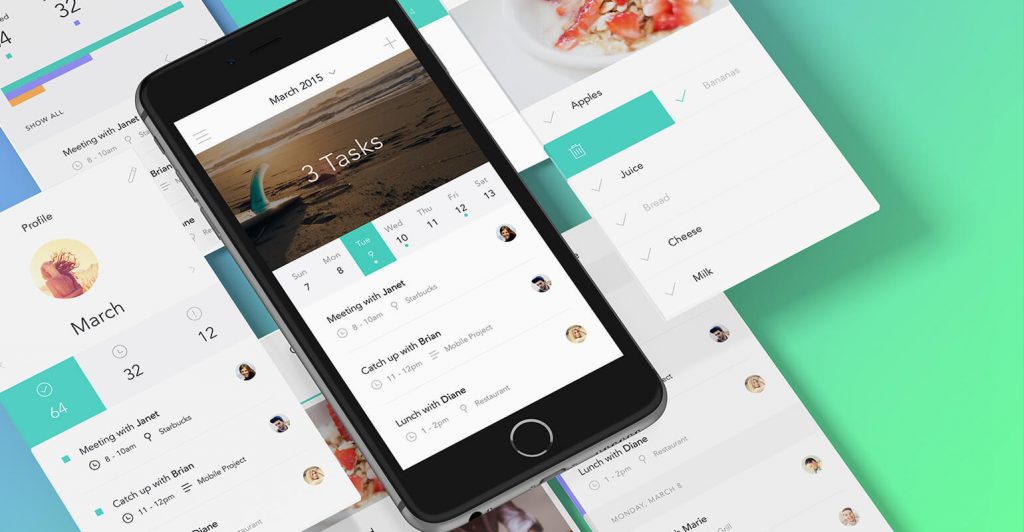 32
SHOW ALL
Meeting with Janet
8 - 10am
Profile
March
64
32
12
Meeting with Janet
8 - 10am Starbucks
Catch up with Brian
11 - 12pm Mobile Project
March 2015
3 Tasks
Sun Mon Tue Wed Thu Fri Sat
7 8 9 10 11 12 13
Meeting with Janet
8 - 10am Starbucks
Catch up with Brian
11 - 12pm Mobile Project
Lunch with Diane
1 - 2pm Restaurant
Apples
Bananas
Juice
Bread
Cheese
Milk
Lunch with Diane
1 - 2pm Restaurant
MONDAY, MARCH 8
Marie
Grill